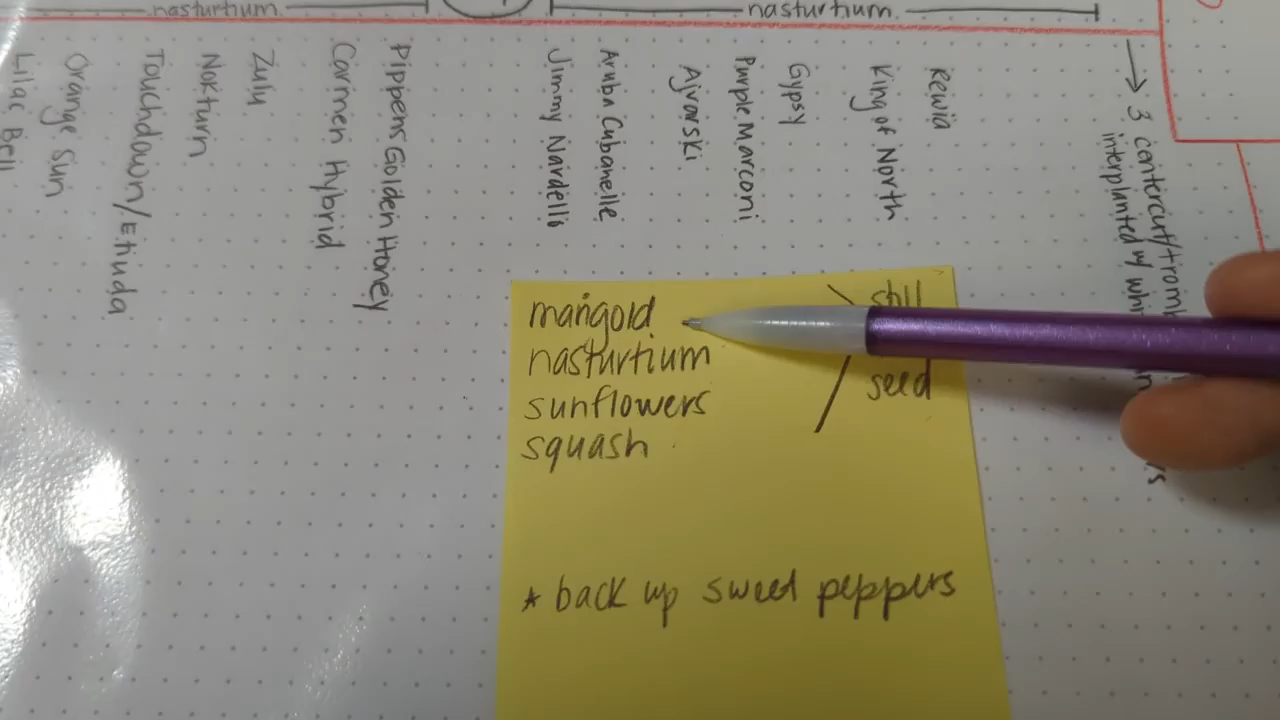 nasturtium
nasturtium
Lilac Bell
Orange Sun
Touchdown/Etiuda
Nokturn
Zulu
Carmen Hybrid
Pippens Golden Honey
Jimmy Nardello
Aruba Cubanelle
Ajvarski
Purple Marconi
Gypsy
King of North
Rewia
→ 3 centercut/tromb
interplanted w/
marigold
nasturtium
sunflowers
squash
still
seed
* back up sweet peppers